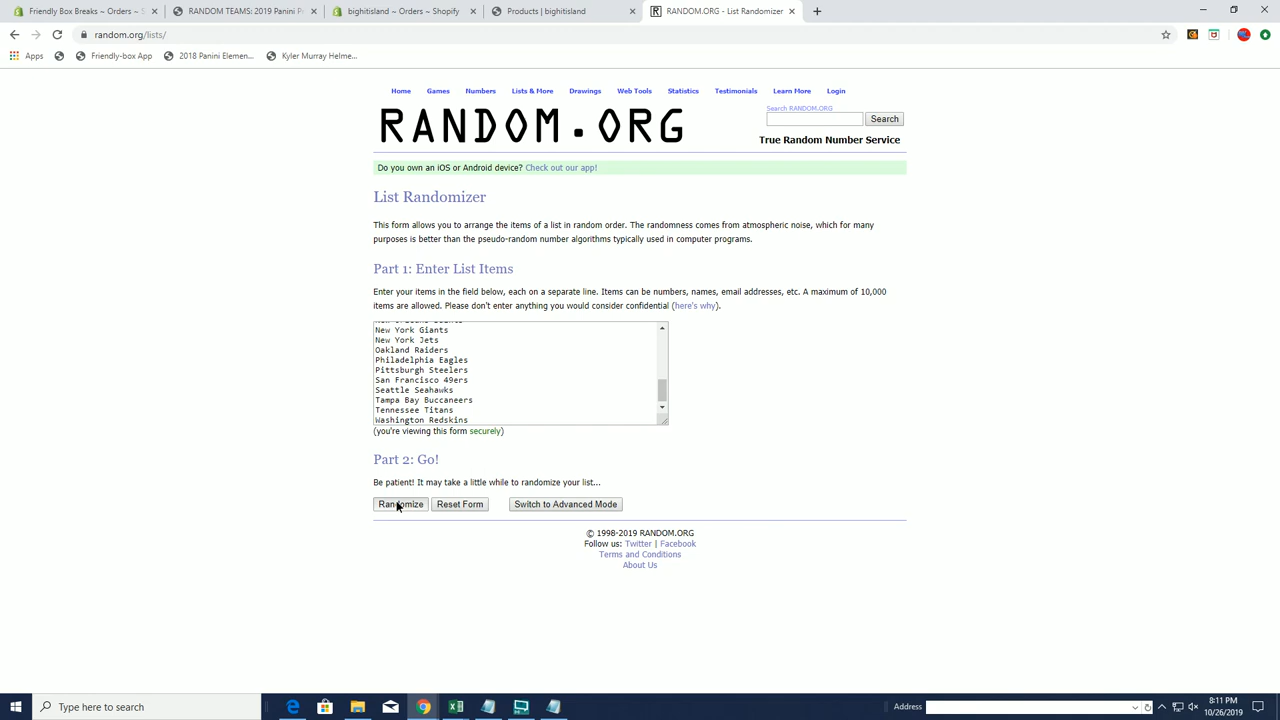 Friendly Box Breaks ~ Orders ~ S
RANDOM TEAMS: 2019 Panini P
bighitisland ~ Orders ~ Shopify
Products | bighitisland
RANDOM.ORG - List Randomizer
random.org/lists/
Apps
Friendly-box App
2018 Panini Elemen...
Kyler Murray Helme...
Home Games Numbers Lists & More Drawings Web Tools Statistics Testimonials Learn More Login
RANDOM.ORG
Search RANDOM.ORG
Search
True Random Number Service
Do you own an iOS or Android device? Check out our app!
List Randomizer
This form allows you to arrange the items of a list in random order. The randomness comes from atmospheric noise, which for many
purposes is better than the pseudo-random number algorithms typically used in computer programs.
Part 1: Enter List Items
Enter your items in the field below, each on a separate line. Items can be numbers, names, email addresses, etc. A maximum of 10,000
items are allowed. Please don't enter anything you would consider confidential (here's why).
New York Giants
New York Jets
Oakland Raiders
Philadelphia Eagles
Pittsburgh Steelers
San Francisco 49ers
Seattle Seahawks
Tampa Bay Buccaneers
Tennessee Titans
Washington Redskins
(you're viewing this form securely)
Part 2: Go!
Be patient! It may take a little while to randomize your list...
Randomize Reset Form Switch to Advanced Mode
© 1998-2019 RANDOM.ORG
Follow us: Twitter | Facebook
Terms and Conditions
About Us
Type here to search
Address
8:11 PM
10/26/2019